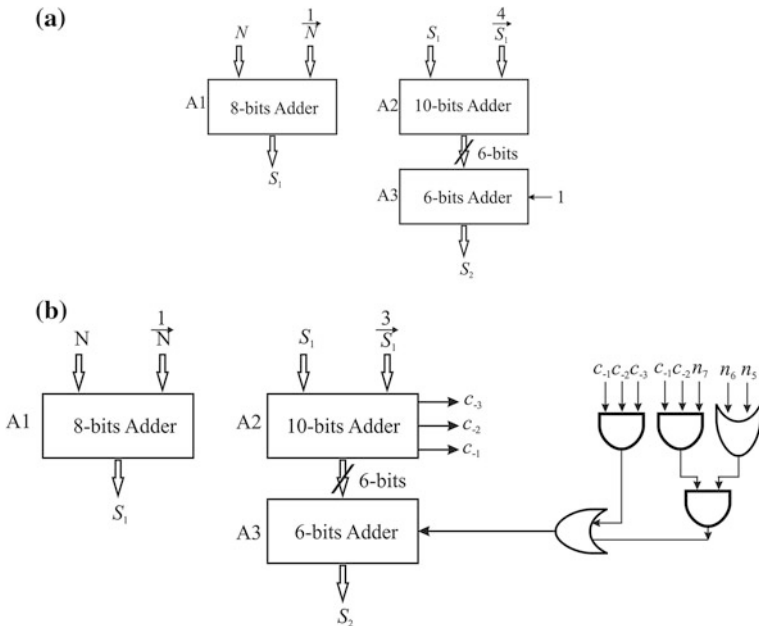 (a)
N 1 N S₁ 4 S₁
A1 8-bits Adder A2 10-bits Adder
6-bits
S₁
A3 6-bits Adder 1
S₂
(b)
N 1 N S₁ 3 S₁
c₋₁c₋₂c₋₃ c₋₁c₋₂n₇ n₆ n₅
A1 8-bits Adder A2 10-bits Adder
c₋₃
c₋₂
c₋₁
6-bits
S₁
A3 6-bits Adder
S₂